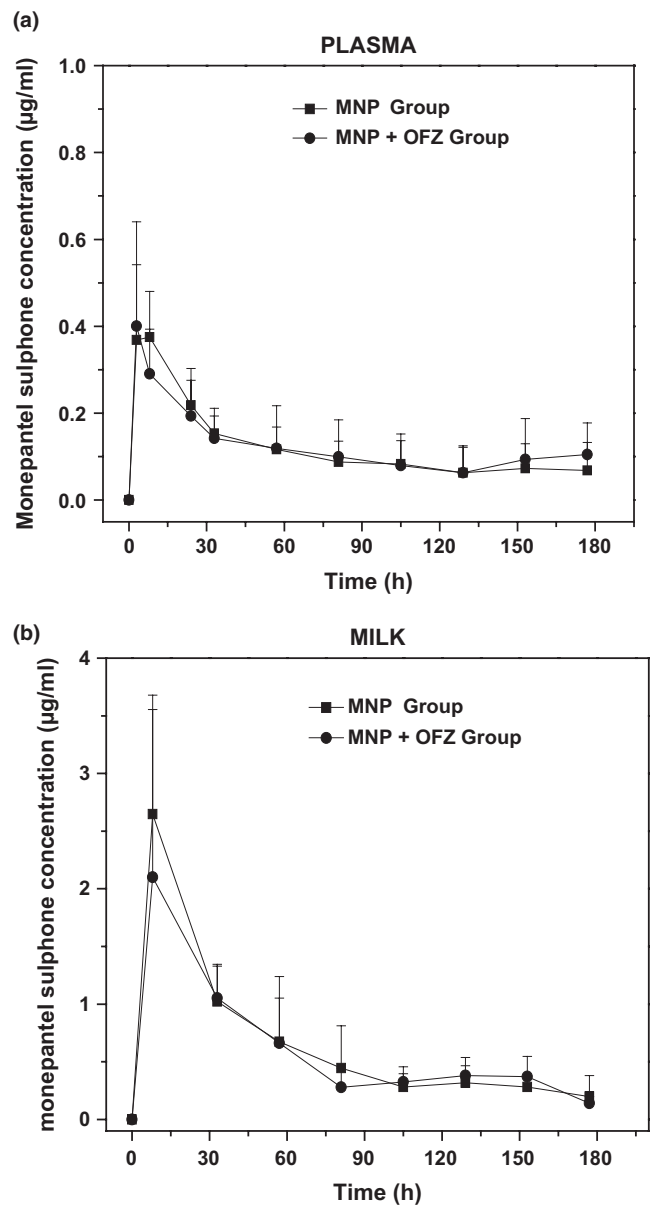 (a)
PLASMA
Monepantel sulphone concentration (µg/ml)
1.0
0.8
0.6
0.4
0.2
0.0
MNP Group
MNP + OFZ Group
0 30 60 90 120 150 180
Time (h)
(b)
MILK
monepantel sulphone concentration (µg/ml)
4
3
2
1
0
MNP Group
MNP + OFZ Group
0 30 60 90 120 150 180
Time (h)